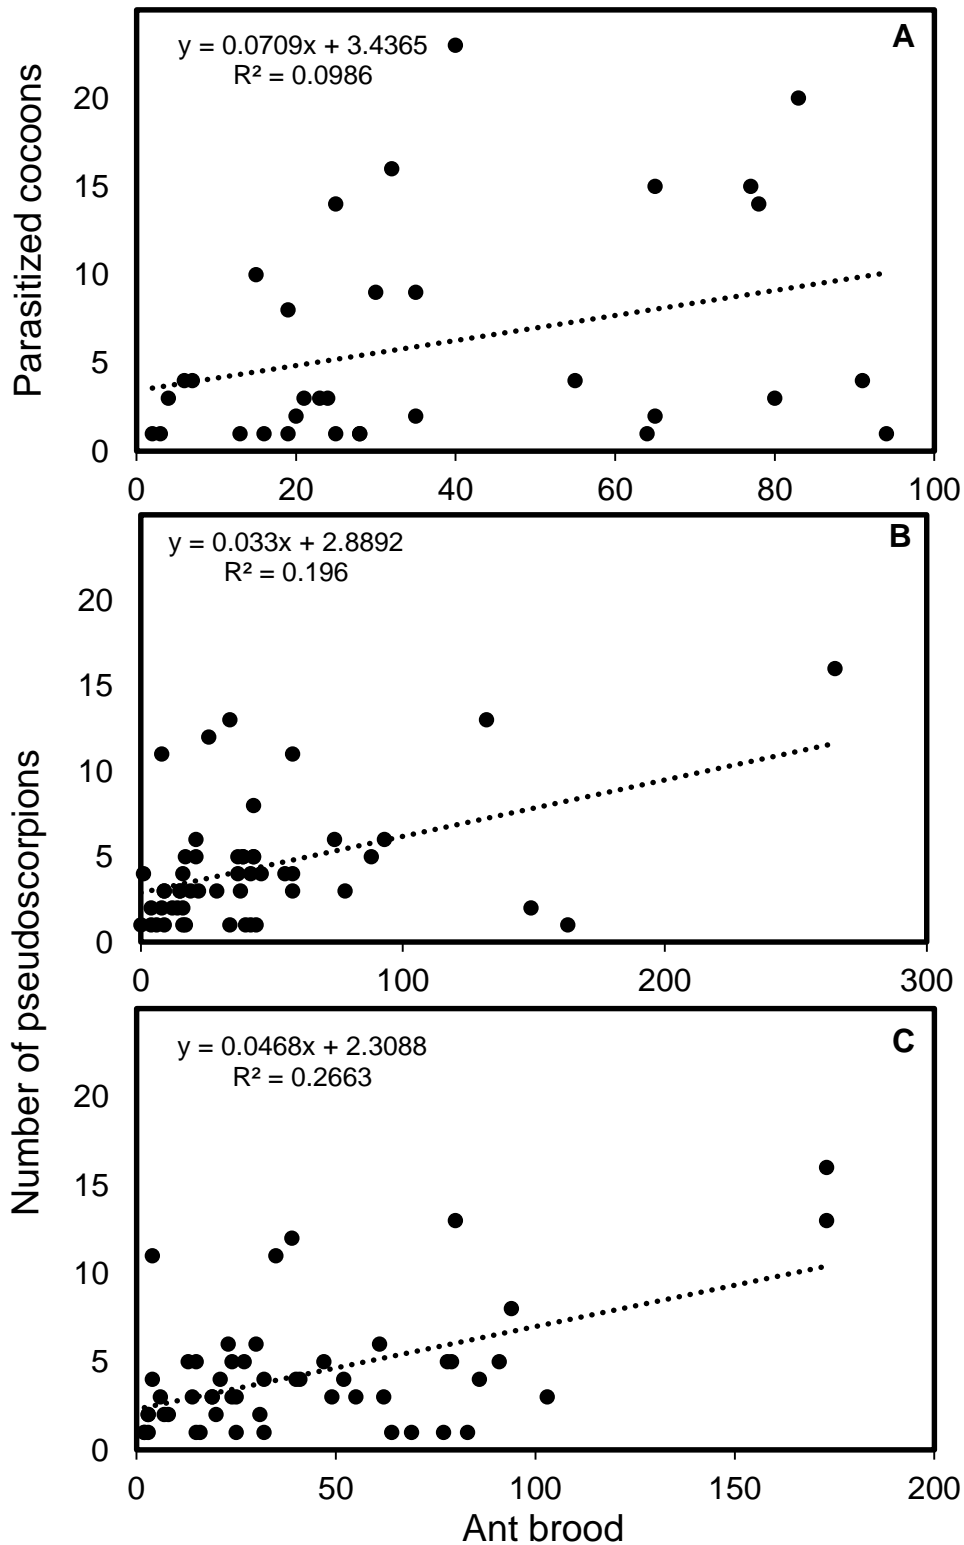 y = 0.0709x + 3.4365
R² = 0.0986
A
Parasitized cocoons
20
15
10
5
0
0 20 40 60 80 100
y = 0.033x + 2.8892
R² = 0.196
B
20
15
10
5
0
0 100 200 300
Number of pseudoscorpions
y = 0.0468x + 2.3088
R² = 0.2663
C
20
15
10
5
0
0 50 100 150 200
Ant brood